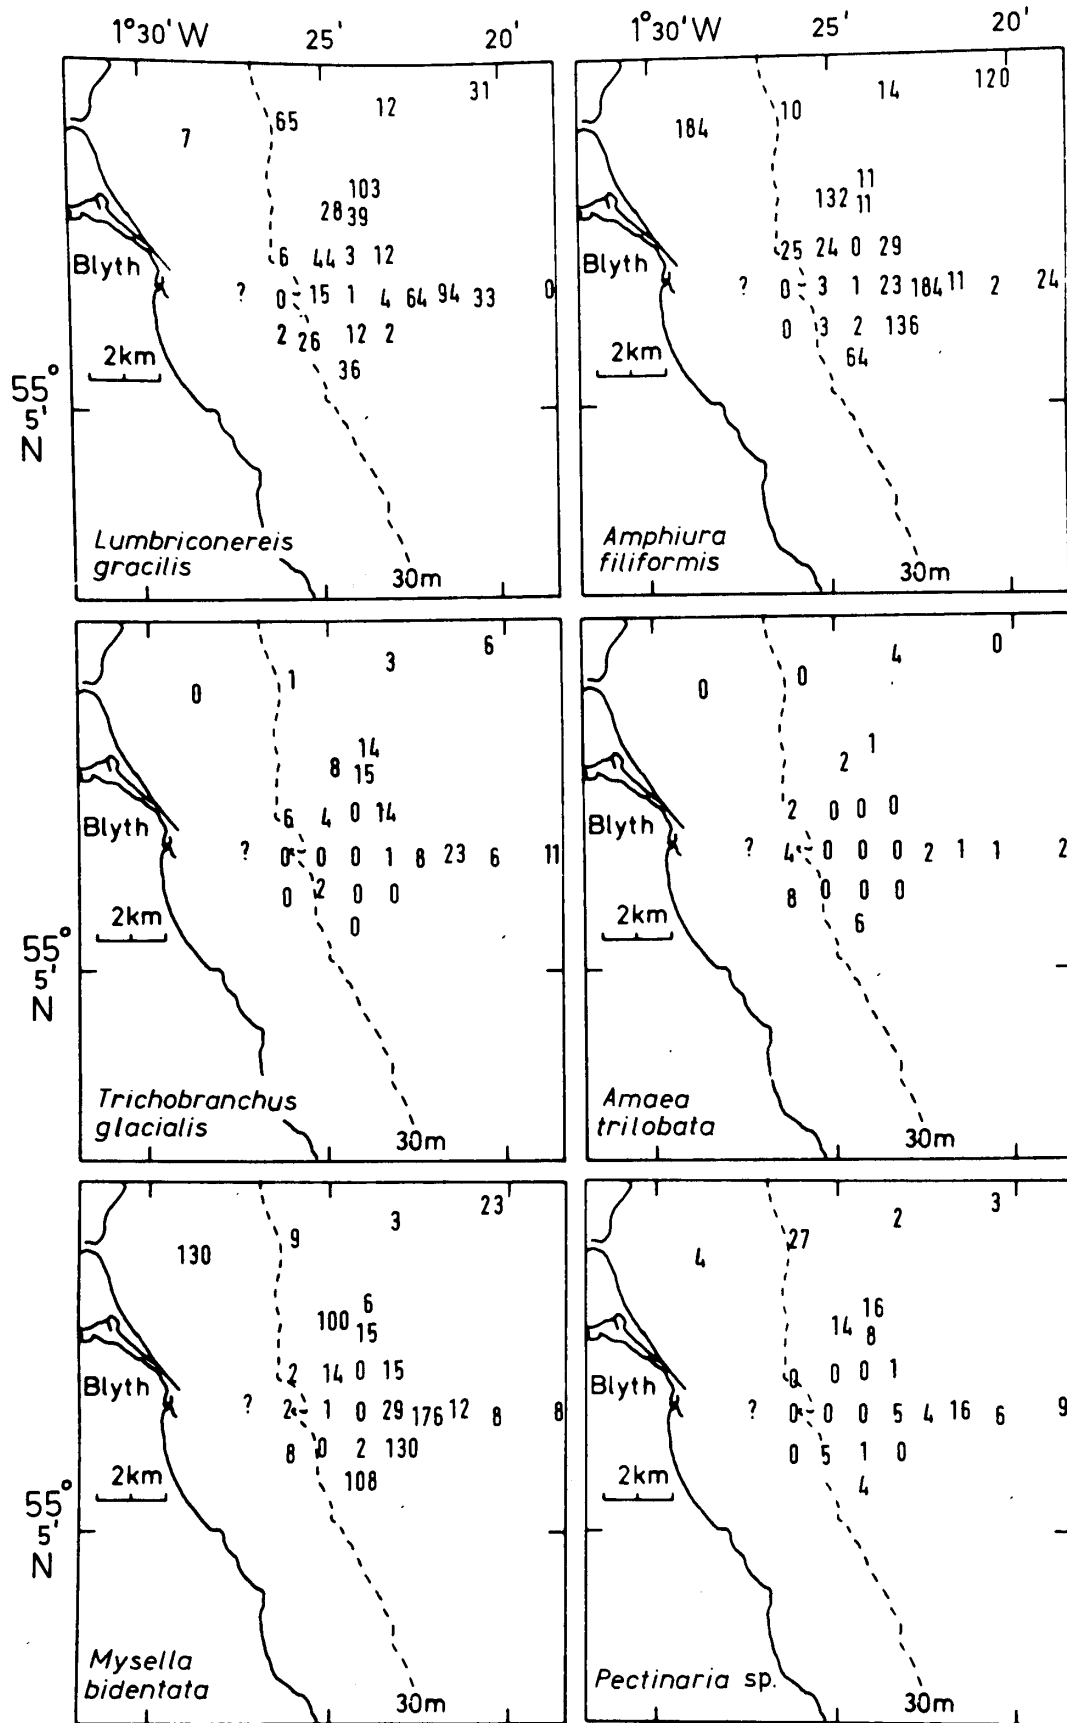 1°30' W 25' 20' 1°30' W 25' 20'
31
12
65
7
103
28 39
6 44 3 12
Blyth
? 0 15 1 4 64 94 33 0
2 26 12 2
2km
36
55°
5'
N
Lumbriconereis
gracilis
30m
120
14
10
184
11
132 11
25 24 0 29
Blyth
? 0 3 1 23 184 11 2 24
0 3 2 136
2km
64
Amphiura
filiformis
30m
6
3
1
0
14
8 15
6 4 0 14
Blyth
? 0 0 0 1 8 23 6 11
0 2 0 0
2km
0
55°
5'
N
Trichobranchus
glacialis
30m
0
4
0
0
1
2
2 0 0 0
Blyth
? 4 0 0 0 2 1 1 2
8 0 0 0
2km
6
Amaea
trilobata
30m
23
3
9
130
6
100 15
2 14 0 15
Blyth
? 2 1 0 29 176 12 8 8
8 0 2 130
2km
108
55°
5'
N
Mysella
bidentata
30m
3
2
27
4
16
14 8
0 0 0 1
Blyth
? 0 0 0 5 4 16 6 9
0 5 1 0
2km
4
Pectinaria sp.
30m